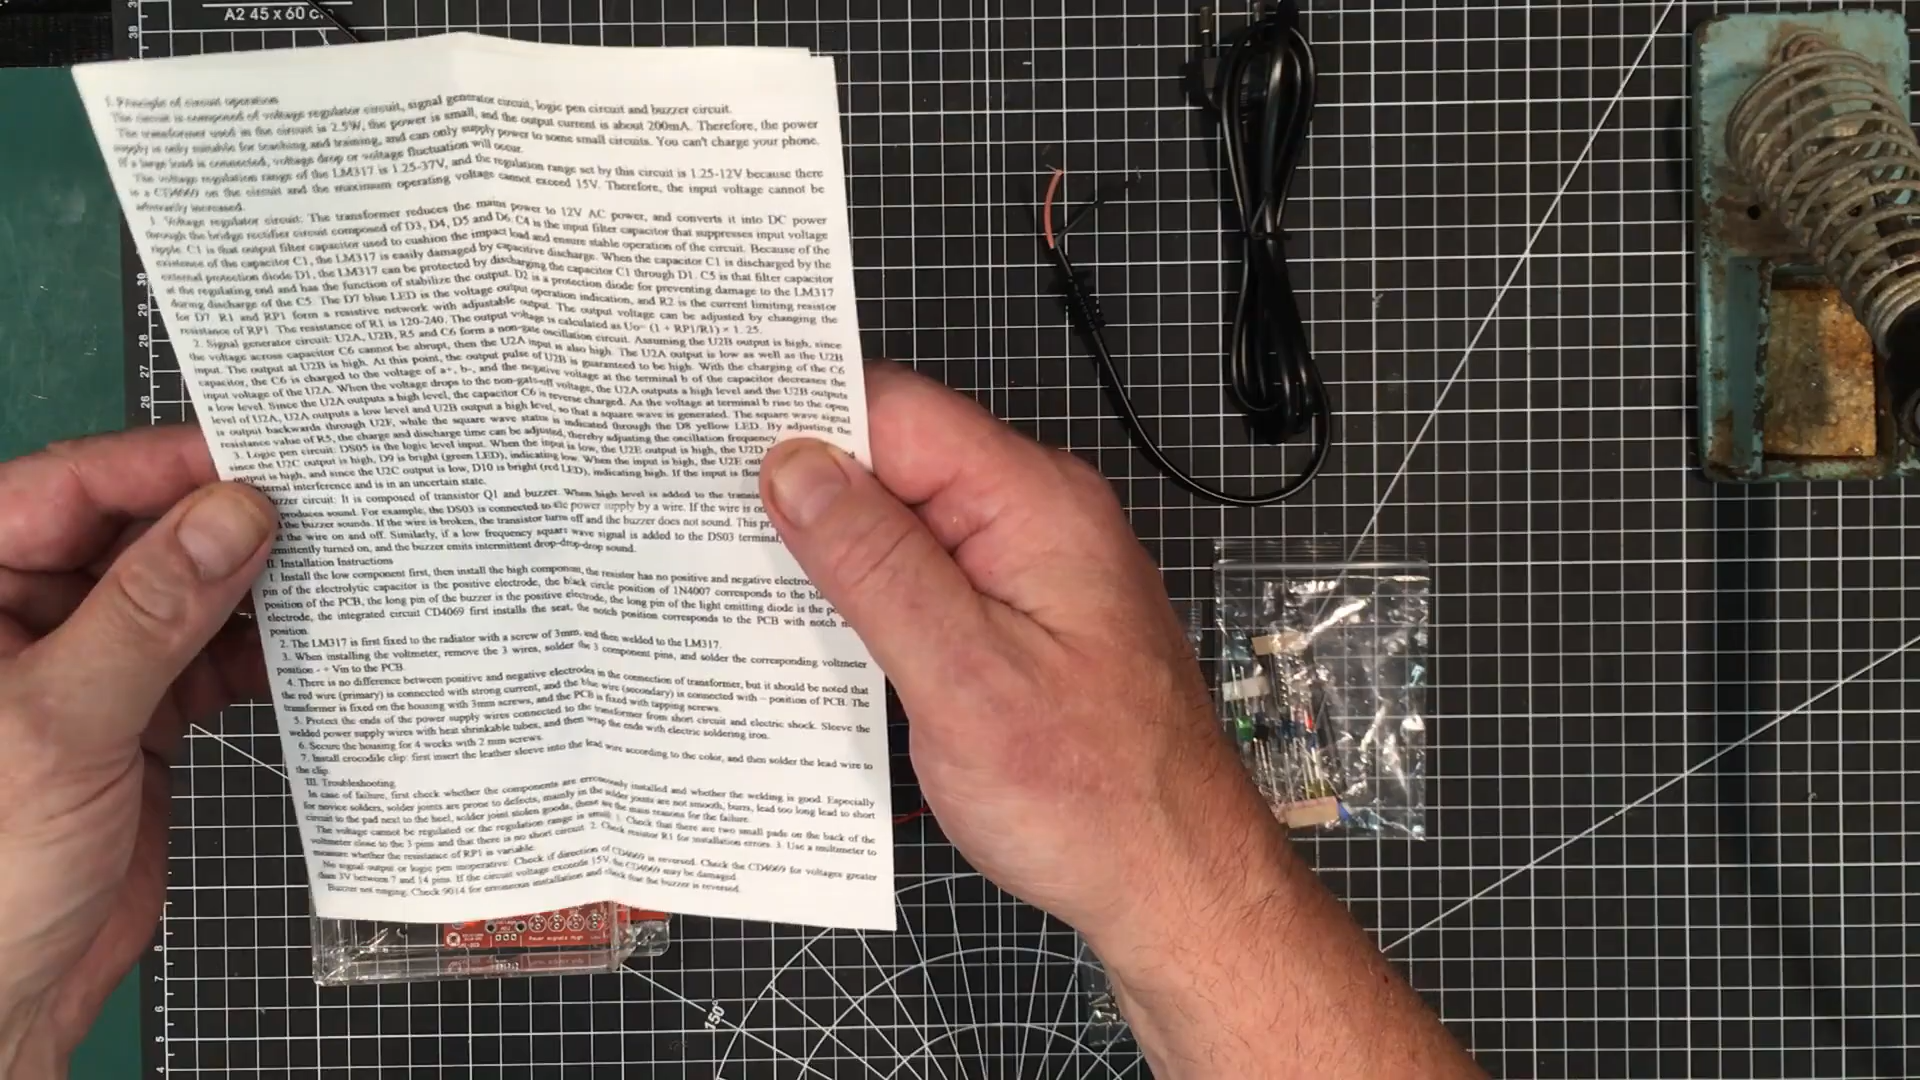 A2 45 x 60 c
I. Principle of circuit operation
The circuit is composed of voltage regulator circuit, signal generator circuit, logic pen circuit and buzzer circuit.
The transformer used in the circuit is 2.5W, the power is small, and the output current is about 200mA. Therefore, the power
supply is only suitable for teaching and training, and can only supply power to some small circuits. You can't charge your phone.
If a large load is connected, voltage drop or voltage fluctuation will occur.
The voltage regulation range of the LM317 is 1.25-37V, and the regulation range set by this circuit is 1.25-12V because there
is a CD4069 on the circuit and the maximum operating voltage cannot exceed 15V. Therefore, the input voltage cannot be
arbitrarily increased.
1. Voltage regulator circuit: The transformer reduces the mains power to 12V AC power, and converts it into DC power
through the bridge rectifier circuit composed of D3, D4, D5 and D6. C4 is the input filter capacitor that suppresses input voltage
ripple. C1 is that output filter capacitor used to cushion the impact load and ensure stable operation of the circuit. Because of the
existence of the capacitor C1, the LM317 is easily damaged by capacitive discharge. When the capacitor C1 is discharged by the
external protection diode D1, the LM317 can be protected by discharging the capacitor C1 through D1. C5 is that filter capacitor
at the regulating end and has the function of stabilize the output. D2 is a protection diode for preventing damage to the LM317
during discharge of the C5. The D7 blue LED is the voltage output operation indication, and R2 is the current limiting resistor
for D7. R1 and RP1 form a resistive network with adjustable output. The output voltage can be adjusted by changing the
resistance of RP1. The resistance of R1 is 120-240. The output voltage is calculated as Uo= (1 + RP1/R1) × 1. 25.
2. Signal generator circuit: U2A, U2B, R5 and C6 form a non-gate oscillation circuit. Assuming the U2B output is high, since
the voltage across capacitor C6 cannot be abrupt, then the U2A input is also high. The U2A output is low as well as the U2B
input. The output at U2B is high. At this point, the output pulse of U2B is guaranteed to be high. With the charging of the C6
capacitor, the C6 is charged to the voltage of a+, b-, and the negative voltage at the terminal b of the capacitor decreases the
input voltage of the U2A. When the voltage drops to the non-gate-off voltage, the U2A outputs a high level and the U2B outputs
a low level. Since the U2A outputs a high level, the capacitor C6 is reverse charged. As the voltage at terminal b rise to the open
level of U2A, U2A outputs a low level and U2B output a high level, so that a square wave is generated. The square wave signal
is output backwards through U2F, while the square wave status is indicated through the D8 yellow LED. By adjusting the
resistance value of R5, the charge and discharge time can be adjusted, thereby adjusting the oscillation frequency.
3. Logic pen circuit: DS05 is the logic level input. When the input is low, the U2E output is high, the U2D
since the U2C output is high, D9 is bright (green LED), indicating low. When the input is high, the U2E out
output is high, and since the U2C output is low, D10 is bright (red LED), indicating high. If the input is
external interference and is in an uncertain state.
uzzer circuit: It is composed of transistor Q1 and buzzer. When high level is added to the
produces sound. For example, the DS03 is connected to the power supply by a wire. If the wire is
the buzzer sounds. If the wire is broken, the transistor turns off and the buzzer does not sound. This
the wire on and off. Similarly, if a low frequency square wave signal is added to the DS03 terminal,
rmittently turned on, and the buzzer emits intermittent drop-drop-drop sound.
II. Installation Instructions
1. Install the low component first, then install the high component, the resistor has no positive and negative
pin of the electrolytic capacitor is the positive electrode, the black circle position of 1N4007 corresponds to the
position of the PCB, the long pin of the buzzer is the positive electrode, the long pin of the light emitting diode is the
electrode, the integrated circuit CD4069 first installs the seat, the notch position corresponds to the PCB with notch
position.
2. The LM317 is first fixed to the radiator with a screw of 3mm, and then welded to the LM317.
3. When installing the voltmeter, remove the 3 wires, solder the 3 component pins, and solder the corresponding voltmeter
position - + Vin to the PCB.
4. There is no difference between positive and negative electrodes in the connection of transformer, but it should be noted that
the red wire (primary) is connected with strong current, and the blue wire (secondary) is connected with ~ position of PCB. The
transformer is fixed on the housing with 3mm screws, and the PCB is fixed with tapping screws.
5. Protect the ends of the power supply wires connected to the transformer from short circuit and electric shock. Sleeve the
welded power supply wires with heat shrinkable tubes, and then wrap the ends with electric soldering iron.
6. Secure the housing for 4 weeks with 2 mm screws.
7. Install crocodile clip: first insert the leather sleeve into the lead wire according to the color, and then solder the lead wire to
the clip.
III. Troubleshooting
In case of failure, first check whether the components are erroneously installed and whether the welding is good. Especially
for novice solders, solder joints are prone to defects, mainly in the solder joints are not smooth, burrs, lead too long lead to short
circuit to the pad next to the heel, solder joint stolen goods, these are the main reasons for the failure.
The voltage cannot be regulated or the regulation range is small: 1. Check that there are two small pads on the back of the
voltmeter close to the 3 pins and that there is no short circuit. 2. Check resistor R1 for installation errors. 3. Use a multimeter to
measure whether the resistance of RP1 is variable.
No signal output or logic pen inoperative: Check if direction of CD4069 is reversed. Check the CD4069 for voltages greater
than 3V between 7 and 14 pins. If the circuit voltage exceeds 15V, the CD4069 may be damaged.
Buzzer not ringing: Check 9014 for erroneous installation and check that the buzzer is reversed.
30
29
28
27
26
8
7
6
5
4
150°